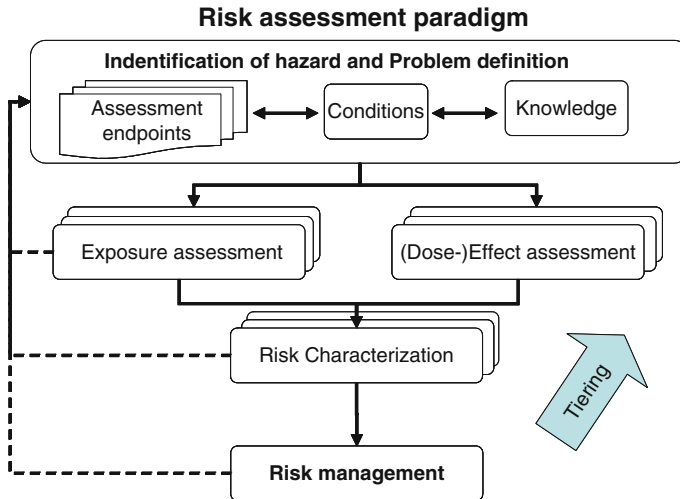 Risk assessment paradigm
Indentification of hazard and Problem definition
Assessment
endpoints
Conditions
Knowledge
Exposure assessment
(Dose-)Effect assessment
Risk Characterization
Tiering
Risk management